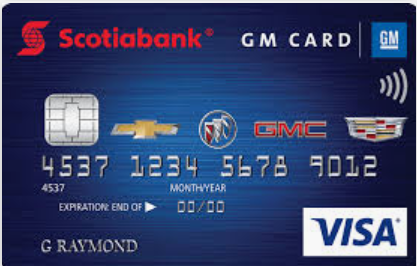 Scotiabank® GM CARD GM
GMC
4537 1234 5678 9012
4537 MONTH/YEAR
EXPIRATION: END OF ▶ 00/00
G RAYMOND
VISA